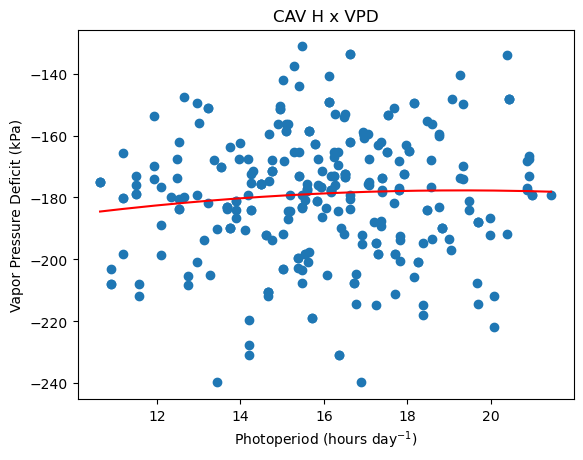 CAV H x VPD
Vapor Pressure Deficit (kPa)
−140
−160
−180
−200
−220
−240
12 14 16 18 20
Photoperiod (hours day⁻¹)